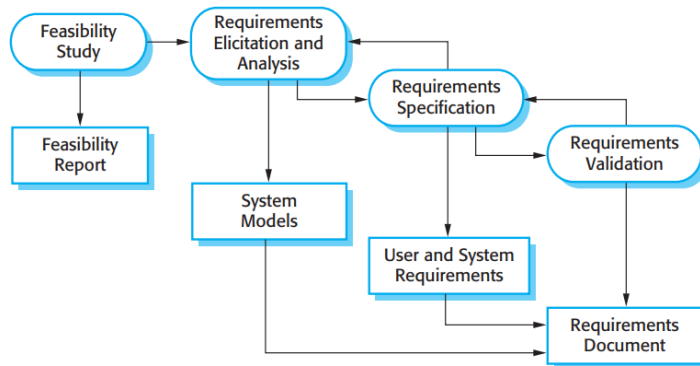 Feasibility
Study
Requirements
Elicitation and
Analysis
Requirements
Specification
Requirements
Validation
Feasibility
Report
System
Models
User and System
Requirements
Requirements
Document